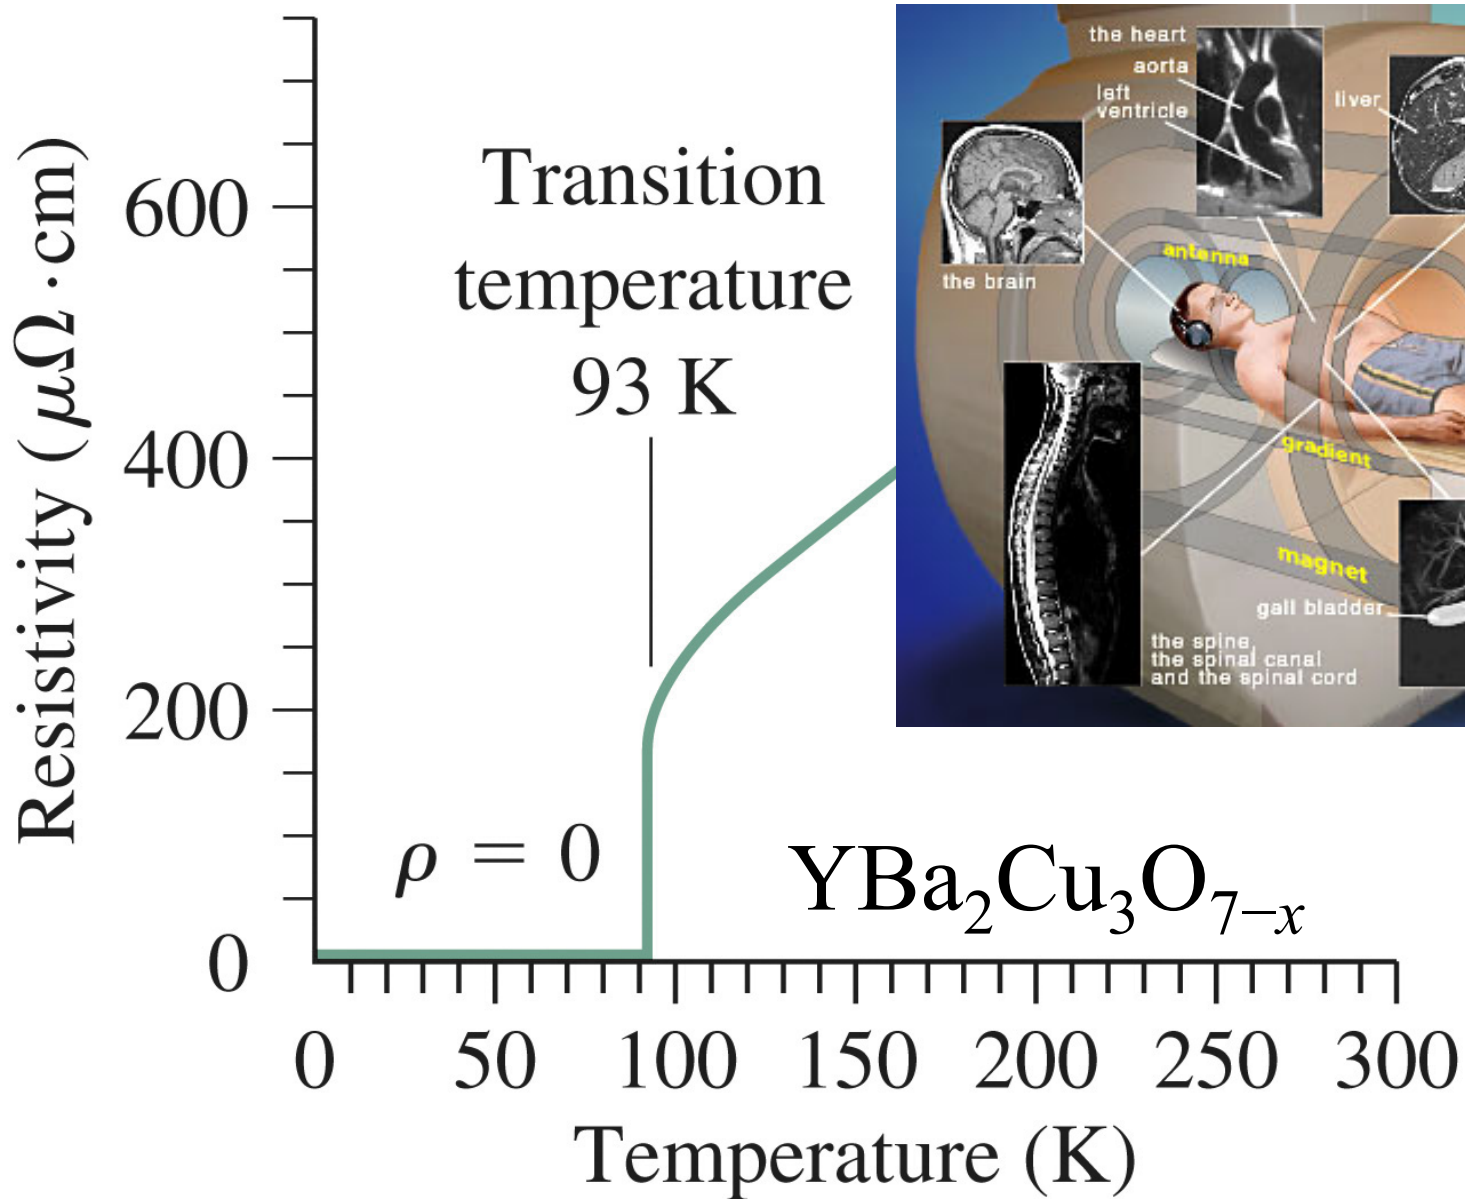 Resistivity (μΩ·cm)
600
400
200
0
Transition
temperature
93 K
ρ = 0
YBa₂Cu₃O₇₋ₓ
0 50 100 150 200 250 300
Temperature (K)
the heart
aorta
left
ventricle
liver
antenna
the brain
gradient
magnet
gall bladder
the spine,
the spinal canal
and the spinal cord